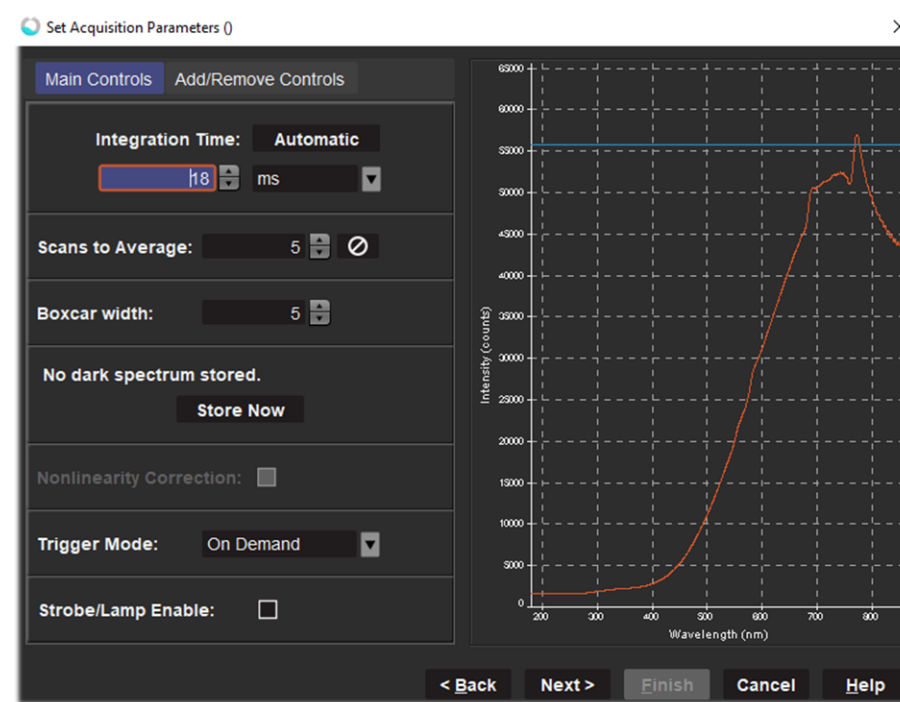 Set Acquisition Parameters ()
Main Controls Add/Remove Controls
Integration Time: Automatic
18 ms
Scans to Average: 5
Boxcar width: 5
No dark spectrum stored.
Store Now
Nonlinearity Correction:
Trigger Mode: On Demand
Strobe/Lamp Enable:
65000
60000
55000
50000
45000
40000
35000
30000
25000
20000
15000
10000
5000
0
Intensity (counts)
200 300 400 500 600 700 800
Wavelength (nm)
< Back Next > Finish Cancel Help